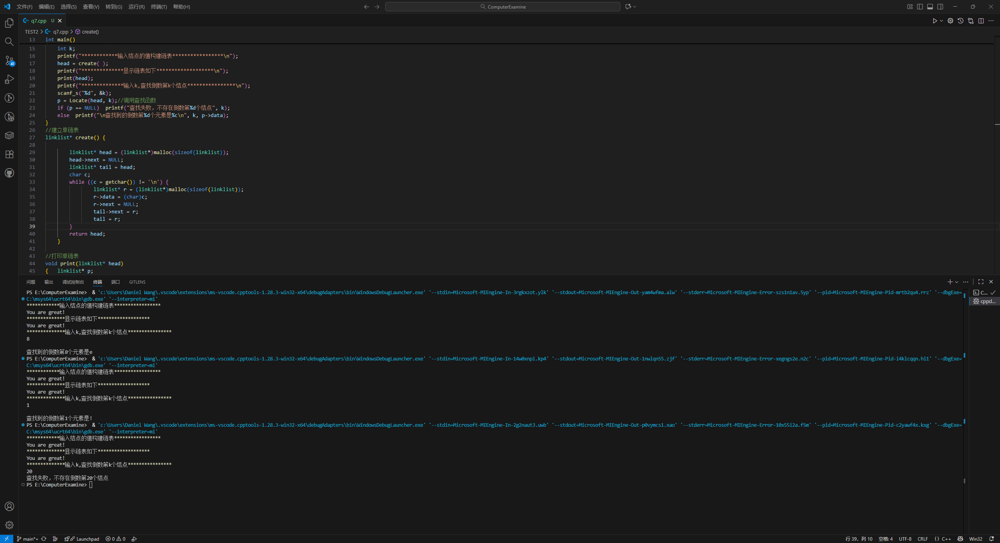 文件(F) 编辑(E) 选择(S) 查看(V) 转到(G) 运行(R) 终端(T) 帮助(H) ComputerExamine
q7.cpp U
TEST2 > q7.cpp > create()
13 int main()
15 int k;
16 printf("************输入结点的值构建链表*****************\n");
17 head = create( );
18 printf("**************显示链表如下*******************\n");
19 print(head);
20 printf("**************输入k,查找倒数第k个结点****************\n");
21 scanf_s("%d", &k);
22 p = Locate(head, k);//调用查找函数
23 if (p == NULL)  printf("查找失败，不存在倒数第%d个结点", k);
24 else  printf("\n查找到的倒数第%d个元素是%c\n", k, p->data);
25 }
26 //建立单链表
27 linklist* create() {
28
29 linklist* head = (linklist*)malloc(sizeof(linklist));
30 head->next = NULL;
31 linklist* tail = head;
32 char c;
33 while ((c = getchar()) != '\n') {
34 linklist* r = (linklist*)malloc(sizeof(linklist));
35 r->data = (char)c;
36 r->next = NULL;
37 tail->next = r;
38 tail = r;
39 }
40 return head;
41 }
42
43 //打印单链表
44 void print(linklist* head)
45 {   linklist* p;
问题 输出 调试控制台 终端 端口 GITLENS
PS E:\ComputerExamine>  & 'c:\Users\Daniel Wang\.vscode\extensions\ms-vscode.cpptools-1.28.3-win32-x64\debugAdapters\bin\WindowsDebugLauncher.exe' '--stdin=Microsoft-MIEngine-In-3rgkxzot.ylk' '--stdout=Microsoft-MIEngine-Out-yam4wfma.alw' '--stderr=Microsoft-MIEngine-Error-szs1n1av.5yp' '--pid=Microsoft-MIEngine-Pid-mrtb2qu4.rrz' '--dbgExe=
C:\msys64\ucrt64\bin\gdb.exe' '--interpreter=mi'
************输入结点的值构建链表*****************
You are great!
**************显示链表如下*******************
You are great!
**************输入k,查找倒数第k个结点****************
8
查找到的倒数第8个元素是e
PS E:\ComputerExamine>  & 'c:\Users\Daniel Wang\.vscode\extensions\ms-vscode.cpptools-1.28.3-win32-x64\debugAdapters\bin\WindowsDebugLauncher.exe' '--stdin=Microsoft-MIEngine-In-14w0xnpi.kp4' '--stdout=Microsoft-MIEngine-Out-1nwlqn55.zjf' '--stderr=Microsoft-MIEngine-Error-xegngs2e.n2c' '--pid=Microsoft-MIEngine-Pid-i4klcqqn.hi1' '--dbgExe=
C:\msys64\ucrt64\bin\gdb.exe' '--interpreter=mi'
************输入结点的值构建链表*****************
You are great!
**************显示链表如下*******************
You are great!
**************输入k,查找倒数第k个结点****************
1
查找到的倒数第1个元素是!
PS E:\ComputerExamine>  & 'c:\Users\Daniel Wang\.vscode\extensions\ms-vscode.cpptools-1.28.3-win32-x64\debugAdapters\bin\WindowsDebugLauncher.exe' '--stdin=Microsoft-MIEngine-In-2g2naut3.uwb' '--stdout=Microsoft-MIEngine-Out-p0vymcs1.xao' '--stderr=Microsoft-MIEngine-Error-10x55i2a.f5m' '--pid=Microsoft-MIEngine-Pid-c2yawf4x.kxg' '--dbgExe=
C:\msys64\ucrt64\bin\gdb.exe' '--interpreter=mi'
************输入结点的值构建链表*****************
You are great!
**************显示链表如下*******************
You are great!
**************输入k,查找倒数第k个结点****************
20
查找失败，不存在倒数第20个结点
PS E:\ComputerExamine>
C...
cppd...
41
main*+ Launchpad 0 0 行 39，列 10 空格: 4 UTF-8 CRLF {} C++ Win32